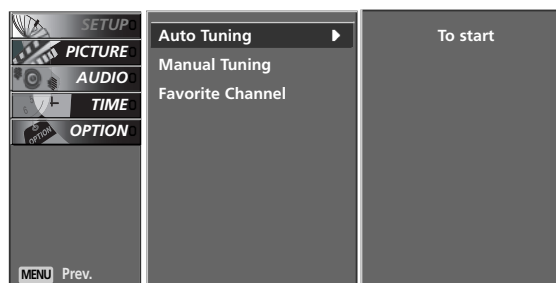 SETUP
PICTURE
AUDIO
TIME
OPTION
MENU Prev.
Auto Tuning
Manual Tuning
Favorite Channel
To start